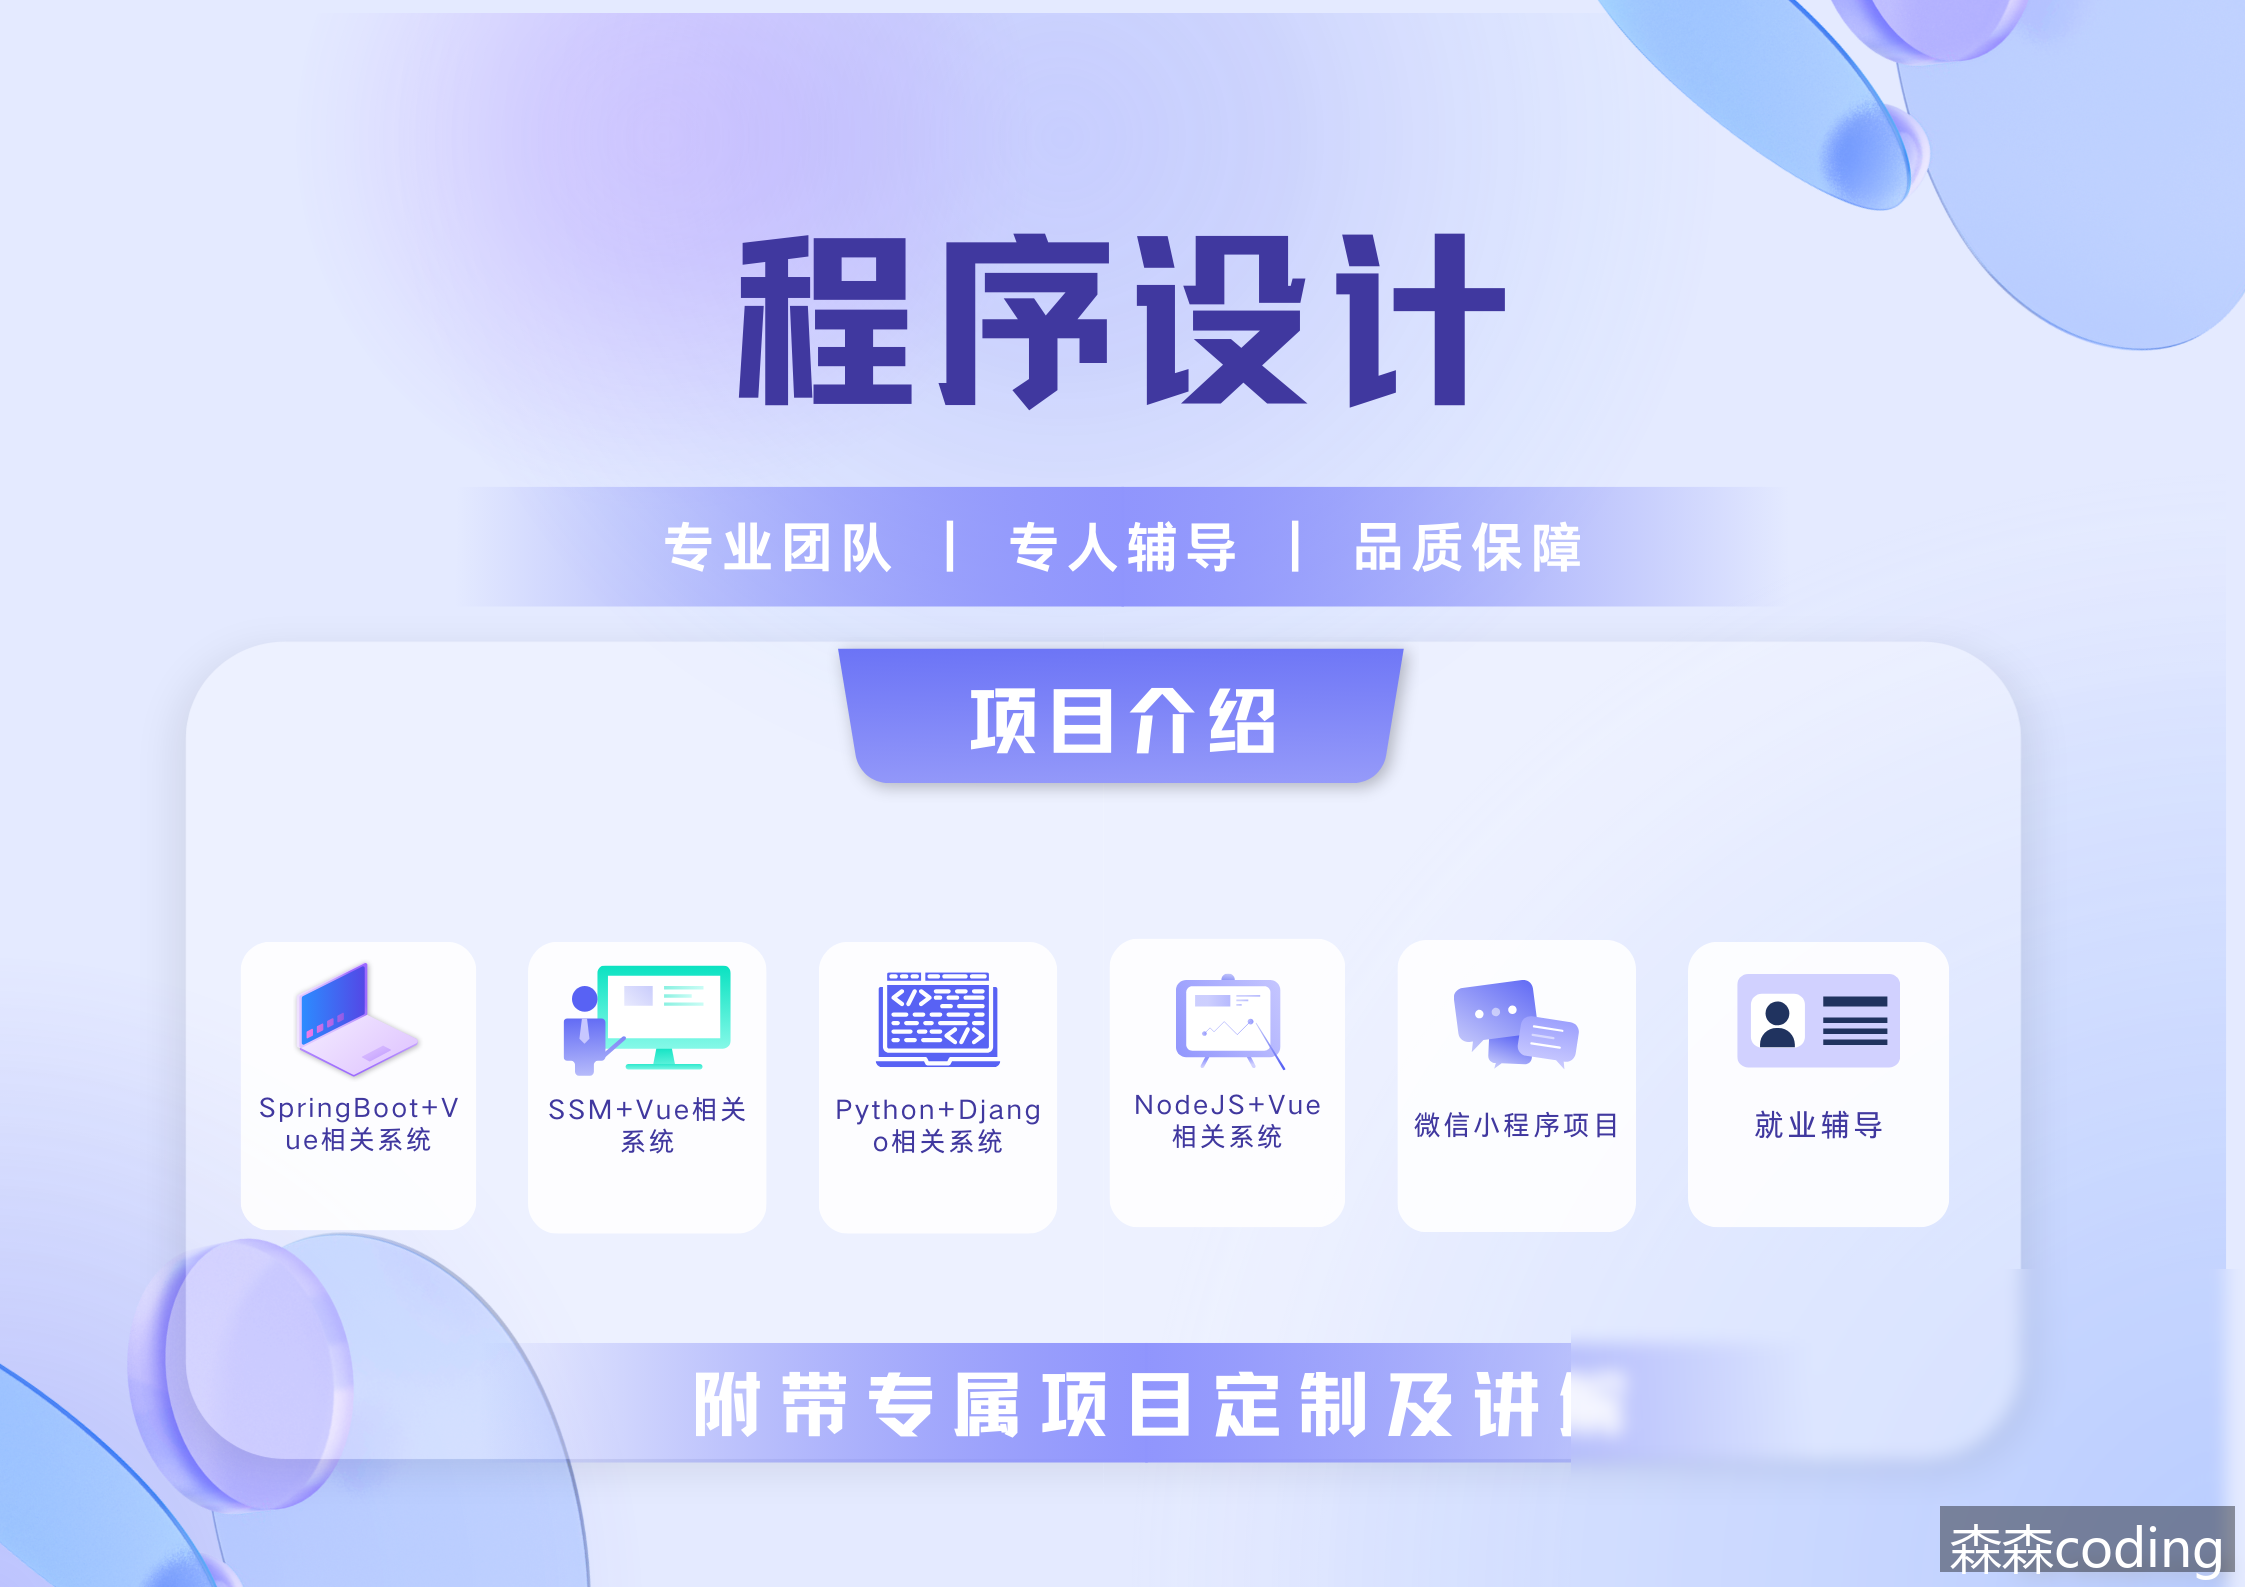 程序设计
专业团队 | 专人辅导 | 品质保障
项目介绍
SpringBoot+V
ue相关系统
SSM+Vue相关
系统
Python+Djang
o相关系统
NodeJS+Vue
相关系统
微信小程序项目
就业辅导
附带专属项目定制及讲
森森coding